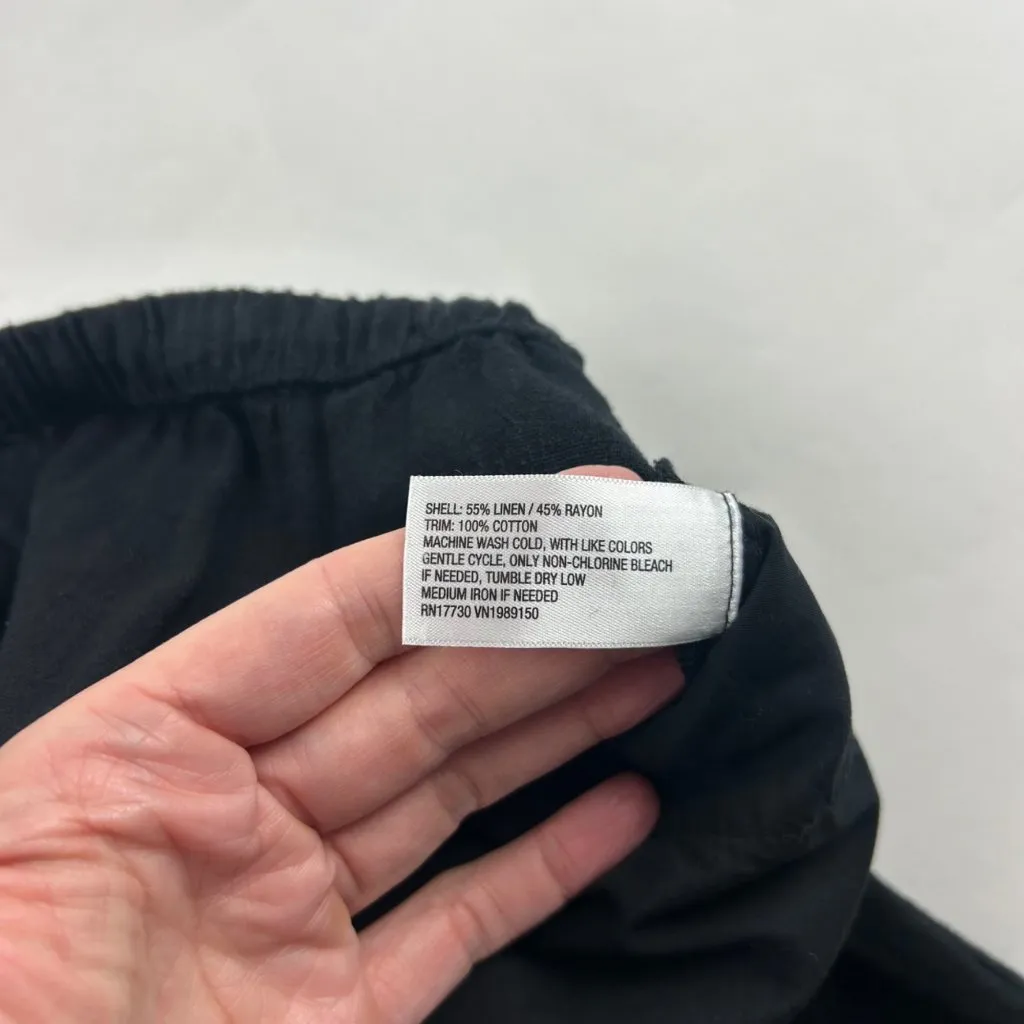 SHELL: 55% LINEN / 45% RAYON
TRIM: 100% COTTON
MACHINE WASH COLD, WITH LIKE COLORS
GENTLE CYCLE, ONLY NON-CHLORINE BLEACH
IF NEEDED, TUMBLE DRY LOW
MEDIUM IRON IF NEEDED
RN17730 VN1989150